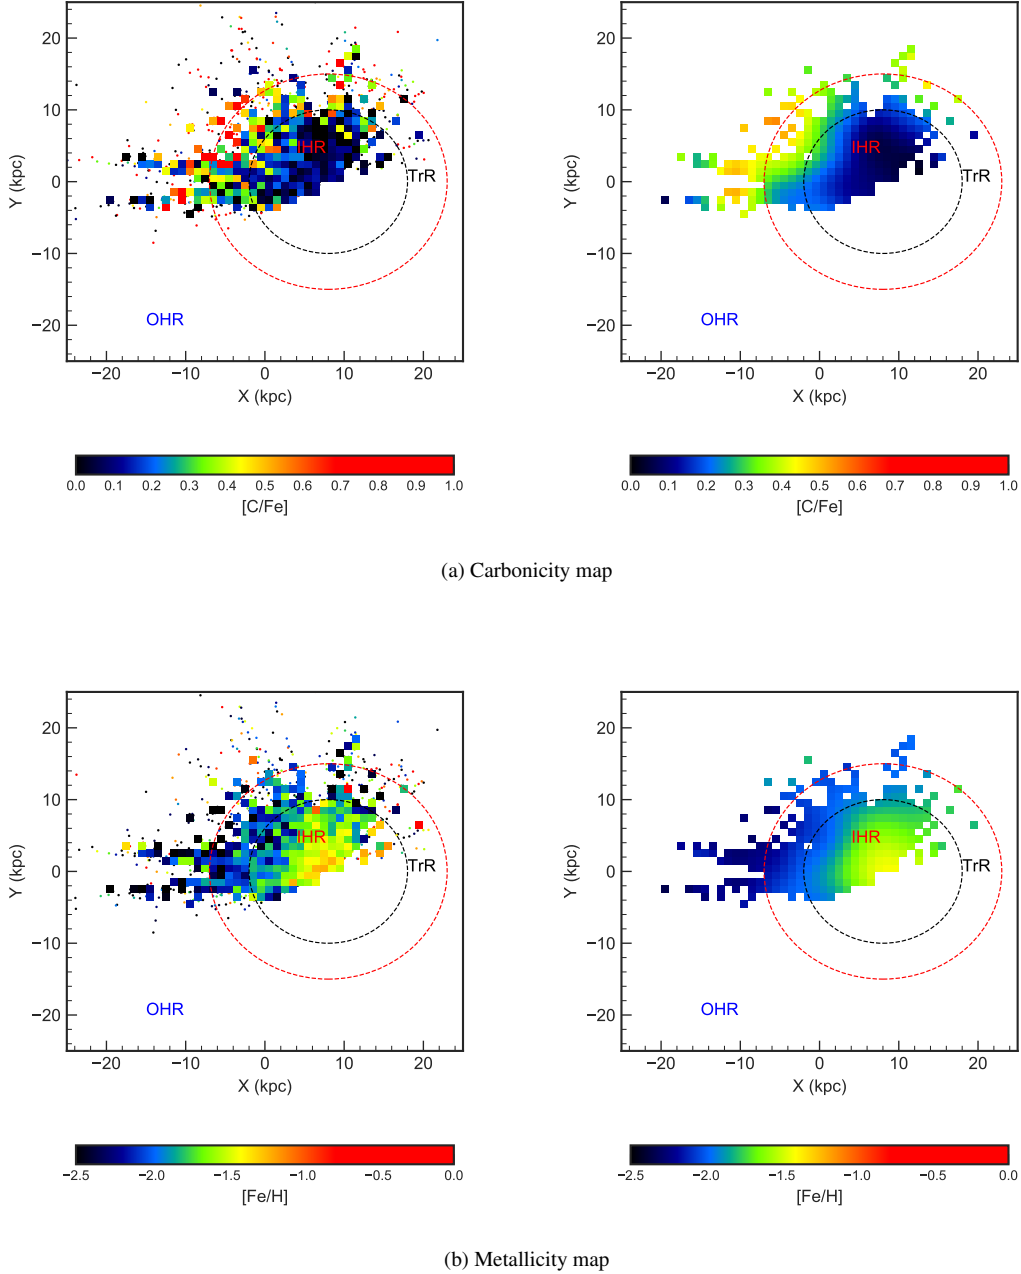 20
10
0
−10
−20
Y (kpc)
IHR
TrR
OHR
−20 −10 0 10 20
X (kpc)
0.0 0.1 0.2 0.3 0.4 0.5 0.6 0.7 0.8 0.9 1.0
[C/Fe]
20
10
0
−10
−20
Y (kpc)
IHR
TrR
OHR
−20 −10 0 10 20
X (kpc)
0.0 0.1 0.2 0.3 0.4 0.5 0.6 0.7 0.8 0.9 1.0
[C/Fe]
(a) Carbonicity map
20
10
0
−10
−20
Y (kpc)
IHR
TrR
OHR
−20 −10 0 10 20
X (kpc)
−2.5 −2.0 −1.5 −1.0 −0.5 0.0
[Fe/H]
20
10
0
−10
−20
Y (kpc)
IHR
TrR
OHR
−20 −10 0 10 20
X (kpc)
−2.5 −2.0 −1.5 −1.0 −0.5 0.0
[Fe/H]
(b) Metallicity map